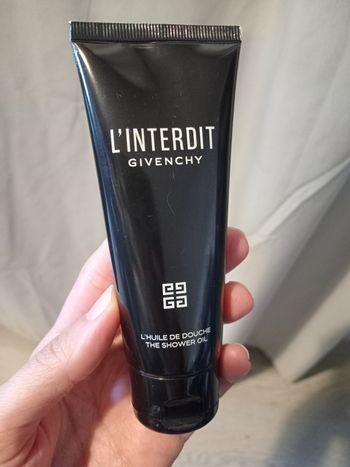 L'INTERDIT
GIVENCHY
L'HUILE DE DOUCHE
THE SHOWER OIL